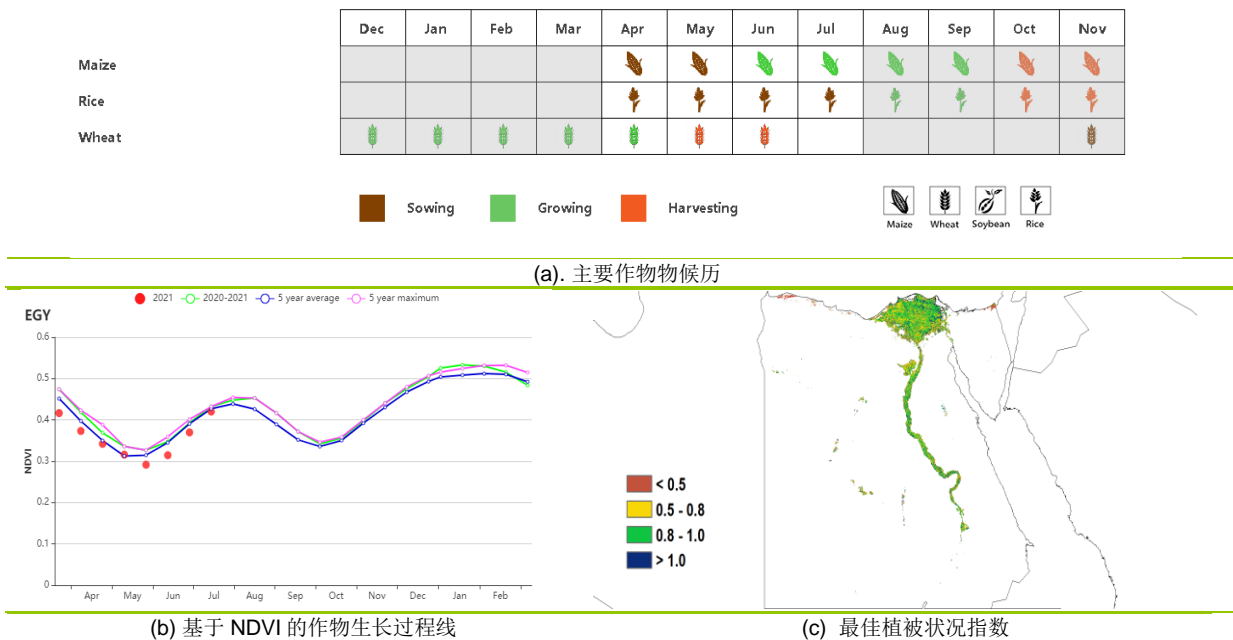 Dec Jan Feb Mar Apr May Jun Jul Aug Sep Oct Nov
Maize
Rice
Wheat
Sowing Growing Harvesting
Maize Wheat Soybean Rice
(a). 主要作物物候历
2021 2020-2021 5 year average 5 year maximum
EGY
0.6
0.5
0.4
0.3
0.2
0.1
0
NDVI
Apr May Jun Jul Aug Sep Oct Nov Dec Jan Feb
< 0.5
0.5 - 0.8
0.8 - 1.0
> 1.0
(b) 基于 NDVI 的作物生长过程线
(c) 最佳植被状况指数